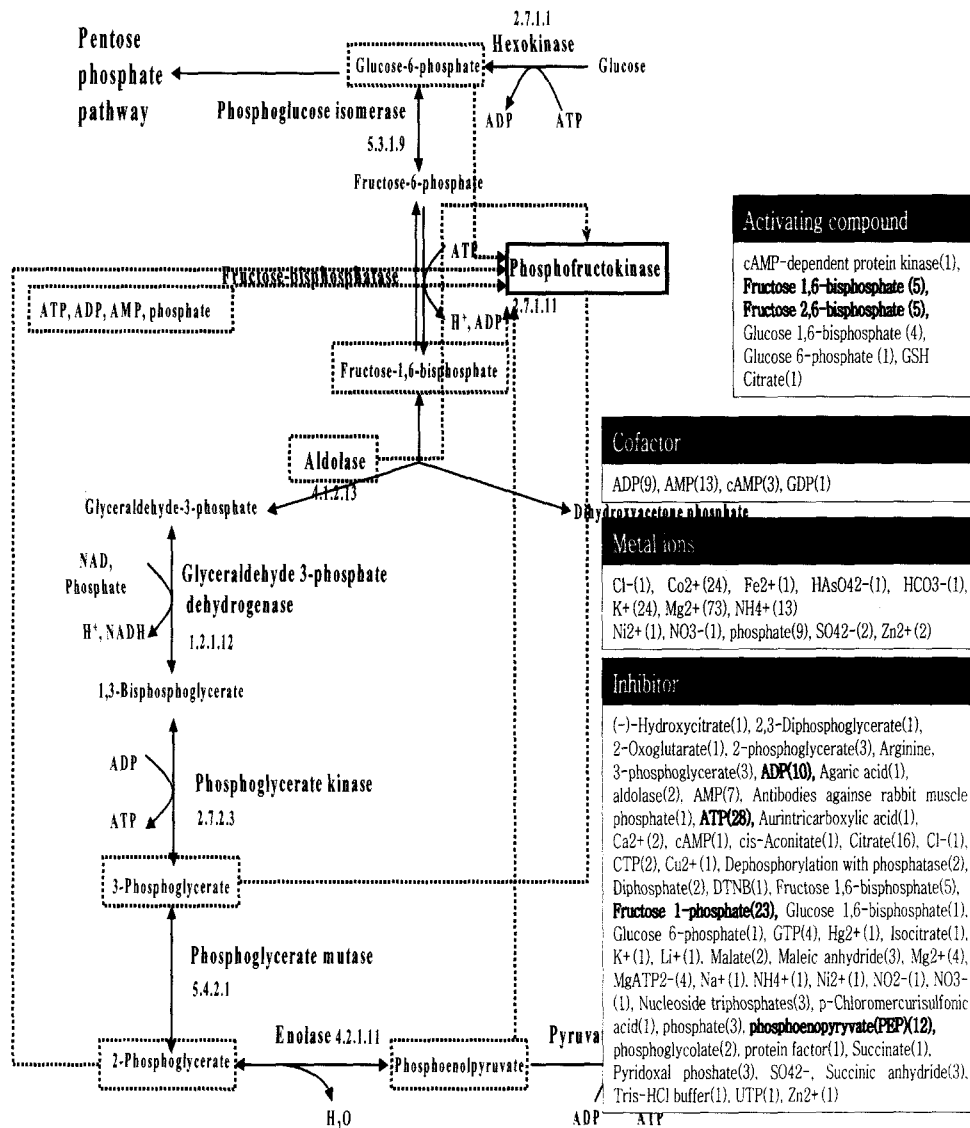 2.7.1.1
Hexokinase
Pentose
phosphate
pathway
Glucose-6-phosphate
Glucose
ADP
ATP
Phosphoglucose isomerase
5.3.1.9
Fructose-6-phosphate
ATP
Fructose-bisphosphatase
Phosphofructokinase
2.7.1.11
ATP, ADP, AMP, phosphate
H⁺, ADP
Fructose-1,6-bisphosphate
Aldolase
4.1.2.13
Glyceraldehyde-3-phosphate
Dihydroxyacetone phosphate
NAD,
Phosphate
Glyceraldehyde 3-phosphate
dehydrogenase
H⁺, NADH
1.2.1.12
1,3-Bisphosphoglycerate
ADP
Phosphoglycerate kinase
ATP
2.7.2.3
3-Phosphoglycerate
Phosphoglycerate mutase
5.4.2.1
Enolase 4.2.1.11
Pyruva
2-Phosphoglycerate
Phosphoenolpyruvate
H₂O
ADP
ATP
Activating compound
cAMP-dependent protein kinase(1),
Fructose 1,6-bisphosphate (5),
Fructose 2,6-bisphosphate (5),
Glucose 1,6-bisphosphate (4),
Glucose 6-phosphate (1), GSH
Citrate(1)
Cofactor
ADP(9), AMP(13), cAMP(3), GDP(1)
Metal ions
Cl-(1), Co2+(24), Fe2+(1), HAsO42-(1), HCO3-(1),
K+(24), Mg2+(73), NH4+(13)
Ni2+(1), NO3-(1), phosphate(9), SO42-(2), Zn2+(2)
Inhibitor
(-)-Hydroxycitrate(1), 2,3-Diphosphoglycerate(1),
2-Oxoglutarate(1), 2-phosphoglycerate(3), Arginine,
3-phosphoglycerate(3), ADP(10), Agaric acid(1),
aldolase(2), AMP(7), Antibodies againse rabbit muscle
phosphate(1), ATP(28), Aurintricarboxylic acid(1),
Ca2+(2), cAMP(1), cis-Aconitate(1), Citrate(16), Cl-(1),
CTP(2), Cu2+(1), Dephosphorylation with phosphatase(2),
Diphosphate(2), DTNB(1), Fructose 1,6-bisphosphate(5),
Fructose 1-phosphate(23), Glucose 1,6-bisphosphate(1),
Glucose 6-phosphate(1), GTP(4), Hg2+(1), Isocitrate(1),
K+(1), Li+(1), Malate(2), Maleic anhydride(3), Mg2+(4),
MgATP2-(4), Na+(1), NH4+(1), Ni2+(1), NO2-(1), NO3-
(1), Nucleoside triphosphates(3), p-Chloromercurisulfonic
acid(1), phosphate(3), phosphoenopyryvate(PEP)(12),
phosphoglycolate(2), protein factor(1), Succinate(1),
Pyridoxal phoshate(3), SO42-, Succinic anhydride(3),
Tris-HCl buffer(1), UTP(1), Zn2+(1)